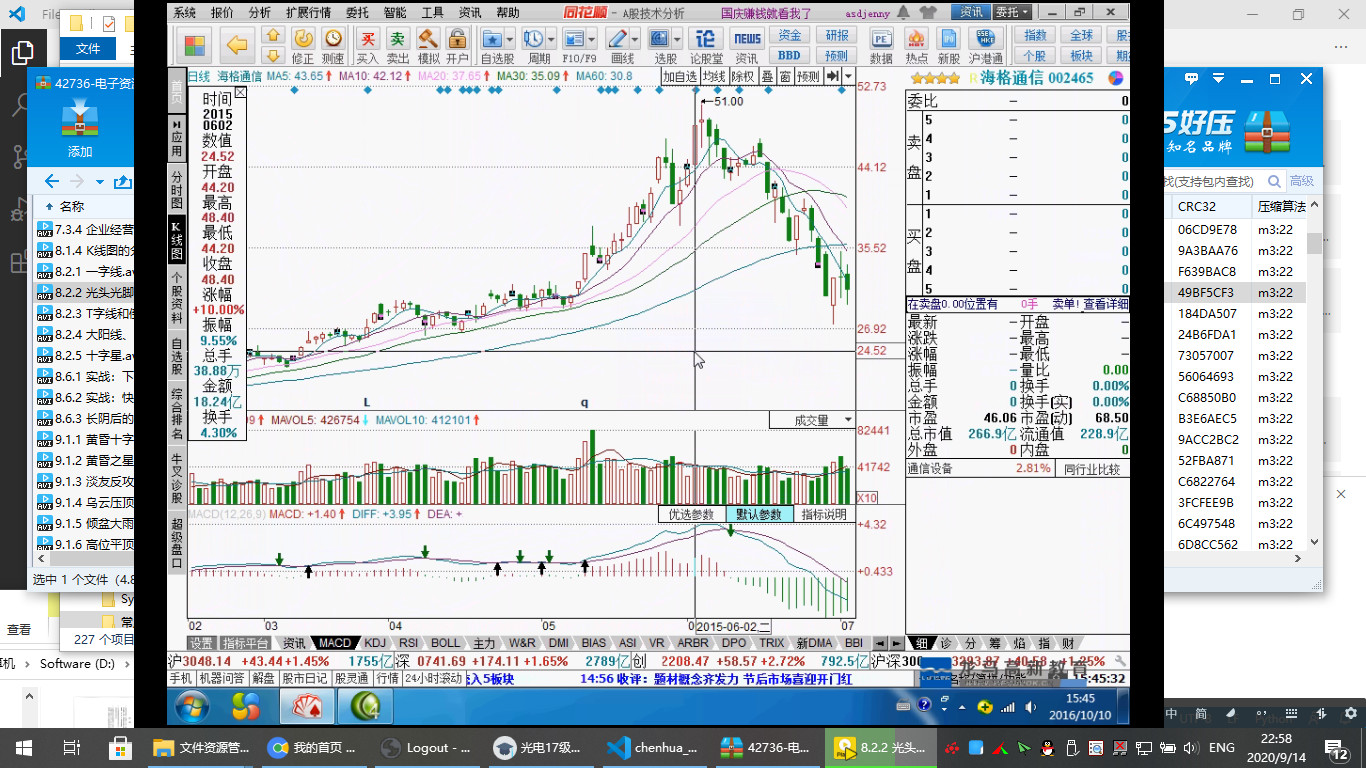 系统 报价 分析 扩展行情 委托 智能 工具 资讯 帮助 同花顺 - A股技术分析 国庆赚钱就看我了 asdjenny 资讯 委托
修正 测速 买入 卖出 模拟 开户 自选股 周期 F10/F9 画线 选股 论股堂 资讯 资金 BBD 研报 预测 数据 热点 新股 沪港通 指数 个股 全球 板块
文件
42736-电子资
添加
名称
7.3.4 企业经营
8.1.4 K线图的
8.2.1 一字线.av
8.2.2 光头光脚
8.2.3 T字线和
8.2.4 大阳线、
8.2.5 十字星.av
8.6.1 实战：下
8.6.2 实战：快
8.6.3 长阴后的
9.1.1 黄昏十字
9.1.2 黄昏之星
9.1.3 淡友反攻
9.1.4 乌云压顶
9.1.5 倾盆大雨
9.1.6 高位平顶
选中 1 个文件（4.8
227 个项目
查看
Software (D:)
首页
应用
分时图
K线图
个股资料
自选股
综合排名
牛叉诊股
超级盘口
日线 海格通信 MA5: 43.65 MA10: 42.12 MA20: 37.65 MA30: 35.09 MA60: 30.8
加自选 均线 除权 叠 窗 预测
时间
2015
0602
数值
24.52
开盘
44.20
最高
48.40
最低
44.20
收盘
48.40
涨幅
+10.00%
振幅
9.55%
总手
38.88万
金额
18.24亿
换手
4.30%
51.00
52.73
44.12
35.52
26.92
24.52
L q
MAVOL5: 426754 MAVOL10: 412101
成交量
82441
41742
X10
MACD(12,26,9) MACD: +1.40 DIFF: +3.95 DEA: +
优选参数 默认参数 指标说明
+4.32
+0.433
02 03 04 05 2015-06-02,二 07
设置 指标平台 资讯 MACD KDJ RSI BOLL 主力 W&R DMI BIAS ASI VR ARBR DPO TRIX 新DMA BBI
R 海格通信 002465
委比 – 0
卖盘
5 – 0
4 – 0
3 – 0
2 – 0
1 – 0
买盘
1 – 0
2 – 0
3 – 0
4 – 0
5 – 0
在卖盘0.00位置有 0手 卖单! 查看详细
最新 – 开盘 –
涨跌 – 最高 –
涨幅 – 最低 –
振幅 – 量比 0.00
总手 0 换手 0.00%
金额 0 换手(实) 0.00%
市盈 46.06 市盈(动) 68.50
总市值 266.9亿 流通值 228.9亿
外盘 0 内盘 0
通信设备 2.81% 同行业比较
细 诊 分 筹 焰 指 财
沪3048.14 +43.44 +1.45% 1755亿 深 0741.69 +174.11 +1.65% 2789亿 创 2208.47 +58.57 +2.72% 792.5亿 沪深
手机 机器问答 解盘 股市日记 股灵通 行情 24小时滚动 14:56 收评: 题材概念齐发力 节后市场喜迎开门红 15:45:32
15:45
2016/10/10
好压
知名品牌
找(支持包内查找) 高级
CRC32 压缩算法
06CD9E78 m3:22
9A3BAA76 m3:22
F639BAC8 m3:22
49BF5CF3 m3:22
184DA507 m3:22
24B6FDA1 m3:22
73057007 m3:22
56064693 m3:22
C68850B0 m3:22
B3E6AEC5 m3:22
9ACC2BC2 m3:22
52FBA871 m3:22
C6822764 m3:22
3FCFEE9B m3:22
6C497548 m3:22
6D8CC562 m3:22
中 简
文件资源管... 我的首页 ... Logout - ... 光电17级... chenhua_... 42736-电... 8.2.2 光头... ENG
22:58
2020/9/14
12